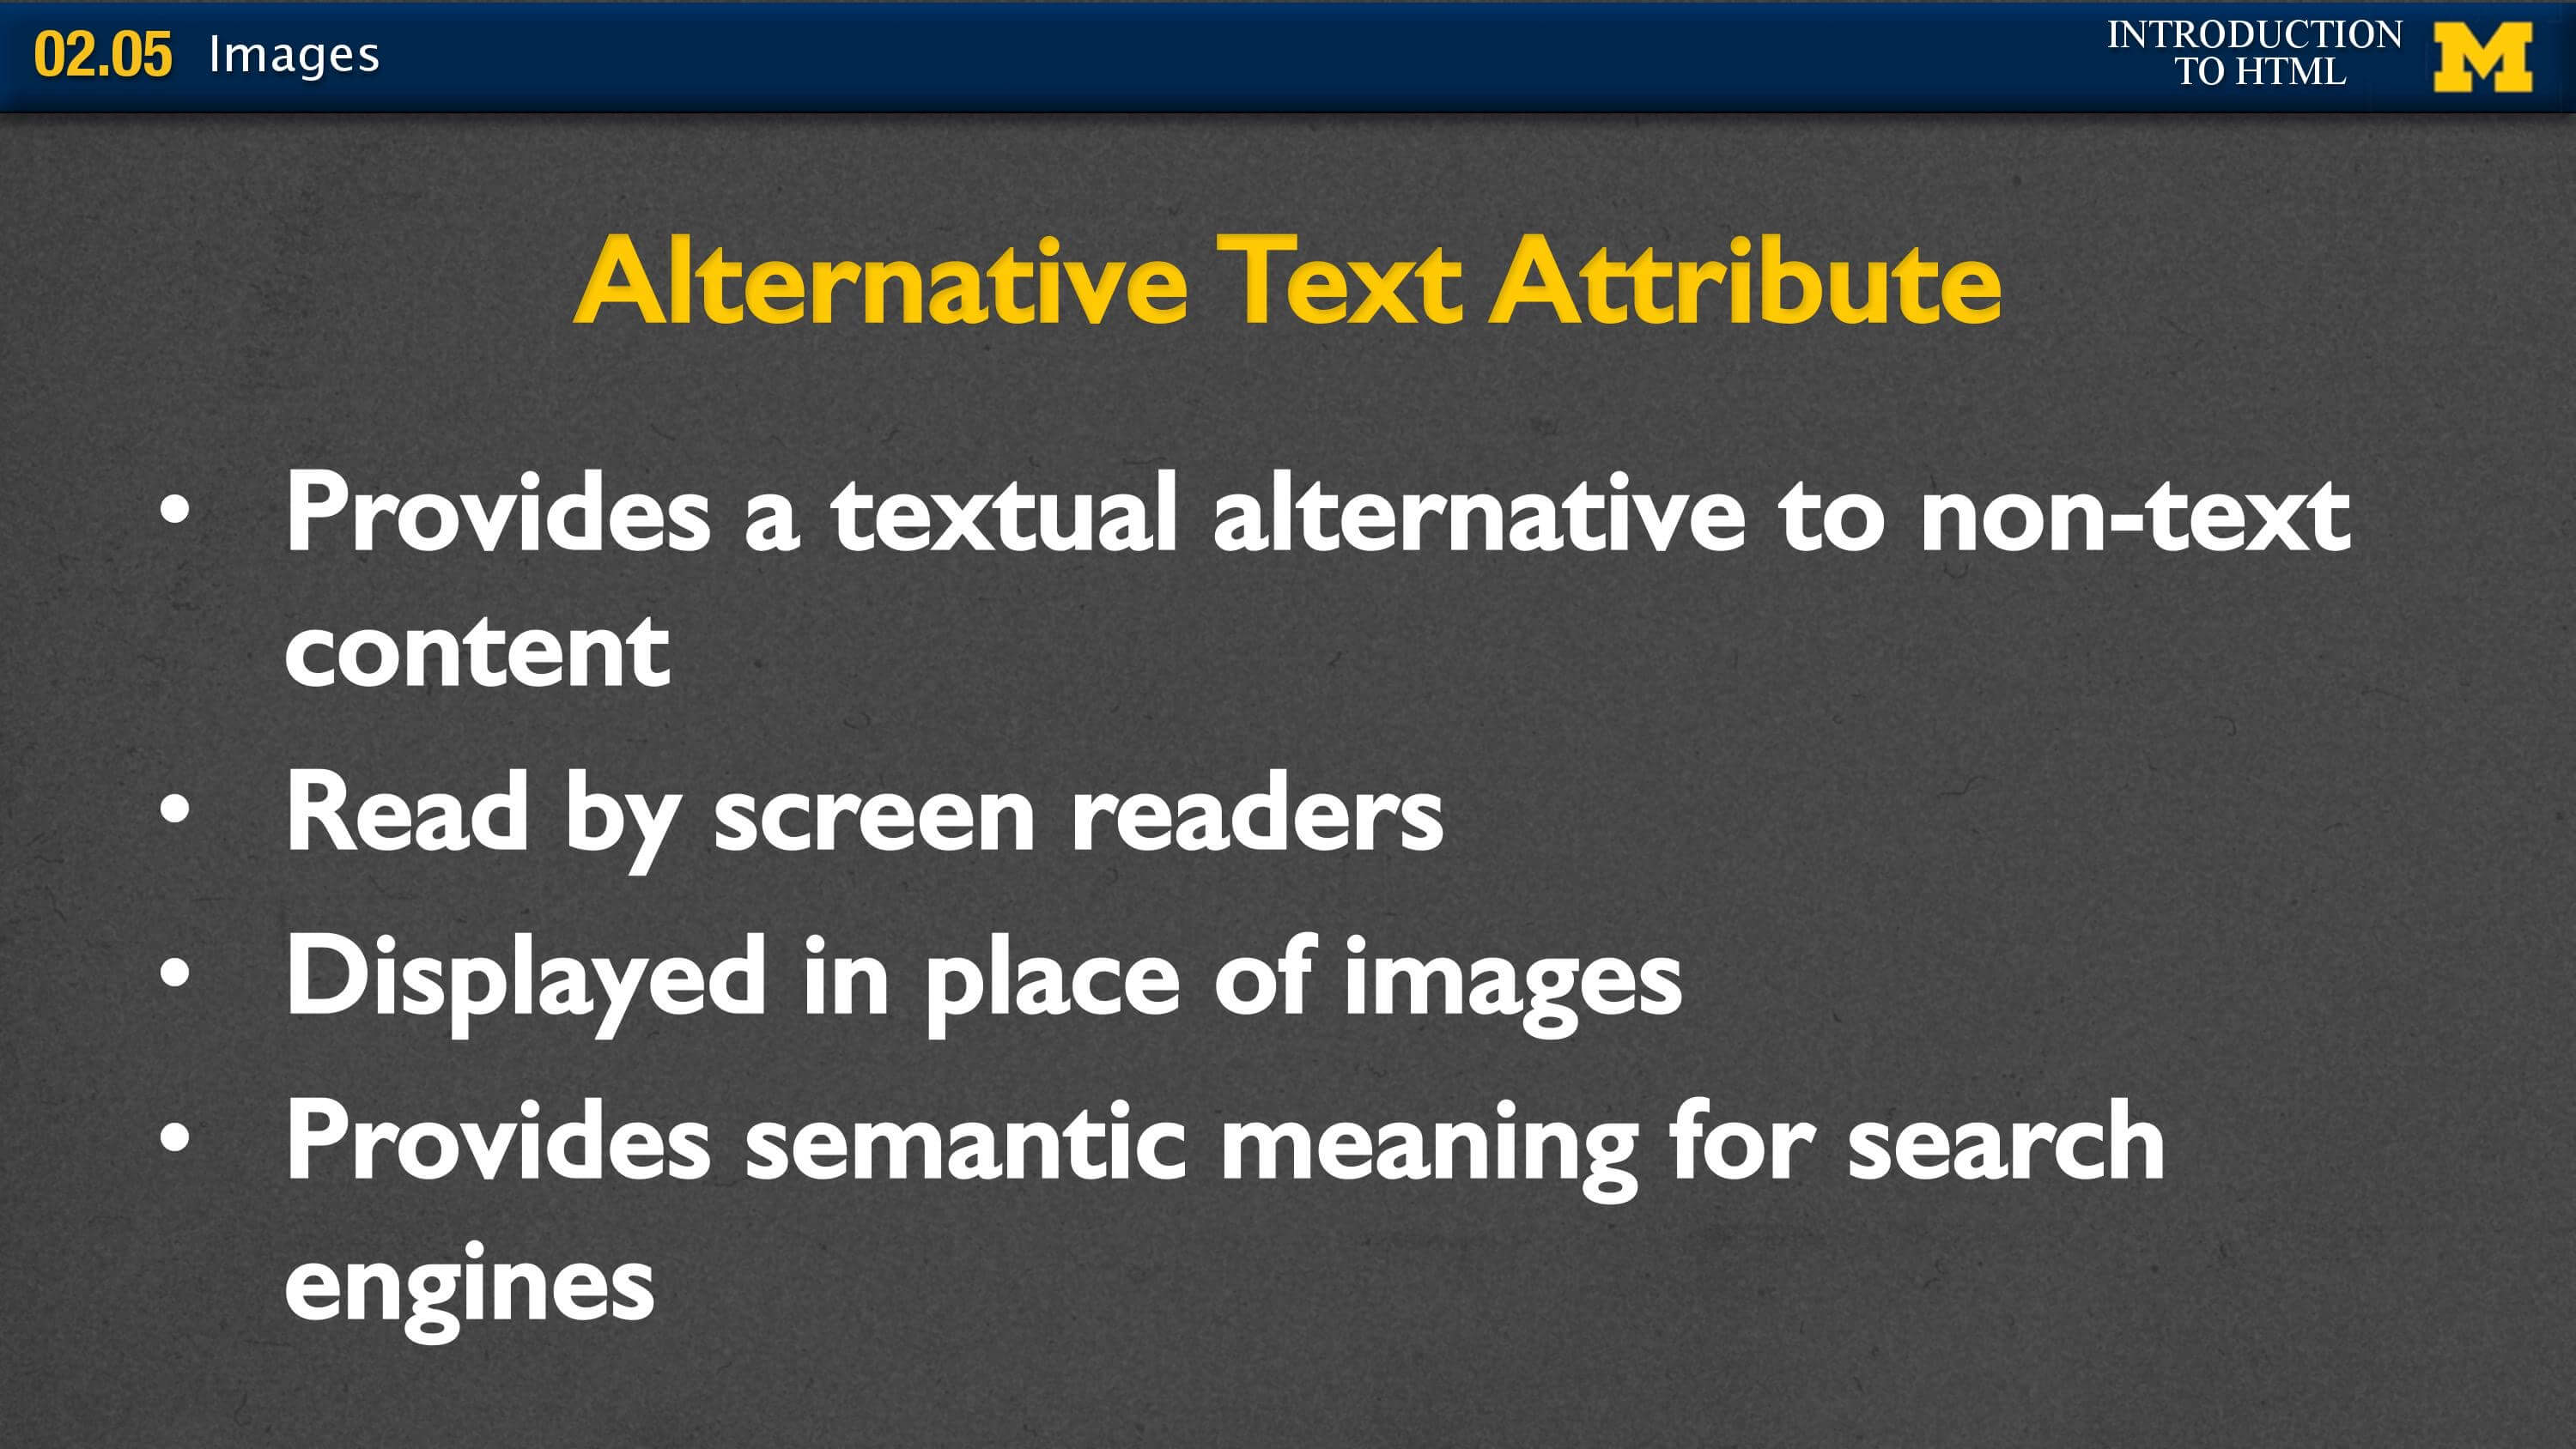 02.05 Images
INTRODUCTION
TO HTML
M
Alternative Text Attribute
• Provides a textual alternative to non-text
content
• Read by screen readers
• Displayed in place of images
• Provides semantic meaning for search
engines